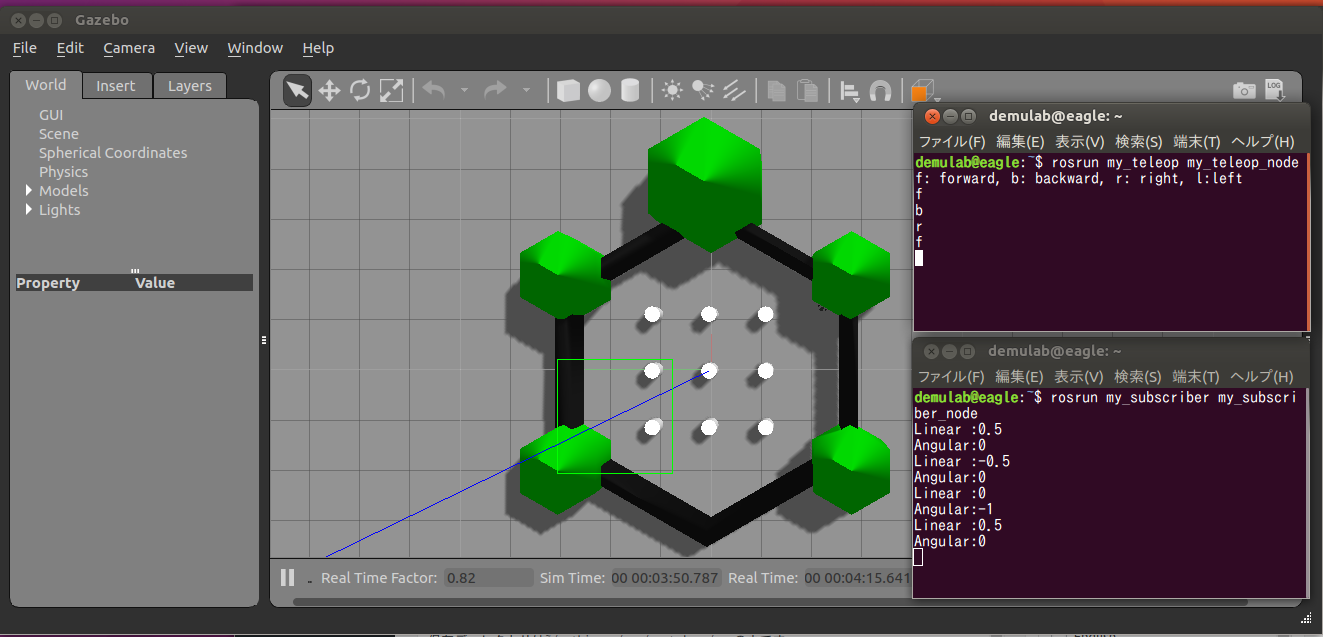 Gazebo
File Edit Camera View Window Help
World Insert Layers
GUI
Scene
Spherical Coordinates
Physics
Models
Lights
Property Value
LOG
Real Time Factor: 0.82 Sim Time: 00 00:03:50.787 Real Time: 00 00:04:15.641
demulab@eagle: ~
ファイル(F) 編集(E) 表示(V) 検索(S) 端末(T) ヘルプ(H)
demulab@eagle:~$ rosrun my_teleop my_teleop_node
f: forward, b: backward, r: right, l:left
f
b
r
f
demulab@eagle: ~
ファイル(F) 編集(E) 表示(V) 検索(S) 端末(T) ヘルプ(H)
demulab@eagle:~$ rosrun my_subscriber my_subscri
ber_node
Linear :0.5
Angular:0
Linear :-0.5
Angular:0
Linear :0
Angular:-1
Linear :0.5
Angular:0